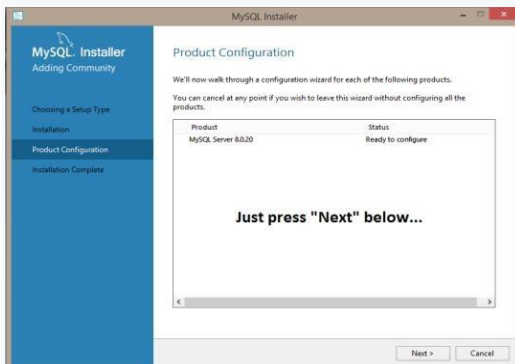 MySQL Installer
MySQL. Installer
Adding Community
Choosing a Setup Type
Installation
Product Configuration
Installation Complete
Product Configuration
We'll now walk through a configuration wizard for each of the following products.
You can cancel at any point if you wish to leave this wizard without configuring all the
products.
Product Status
MySQL Server 8.0.20 Ready to configure
Just press "Next" below...
Next > Cancel